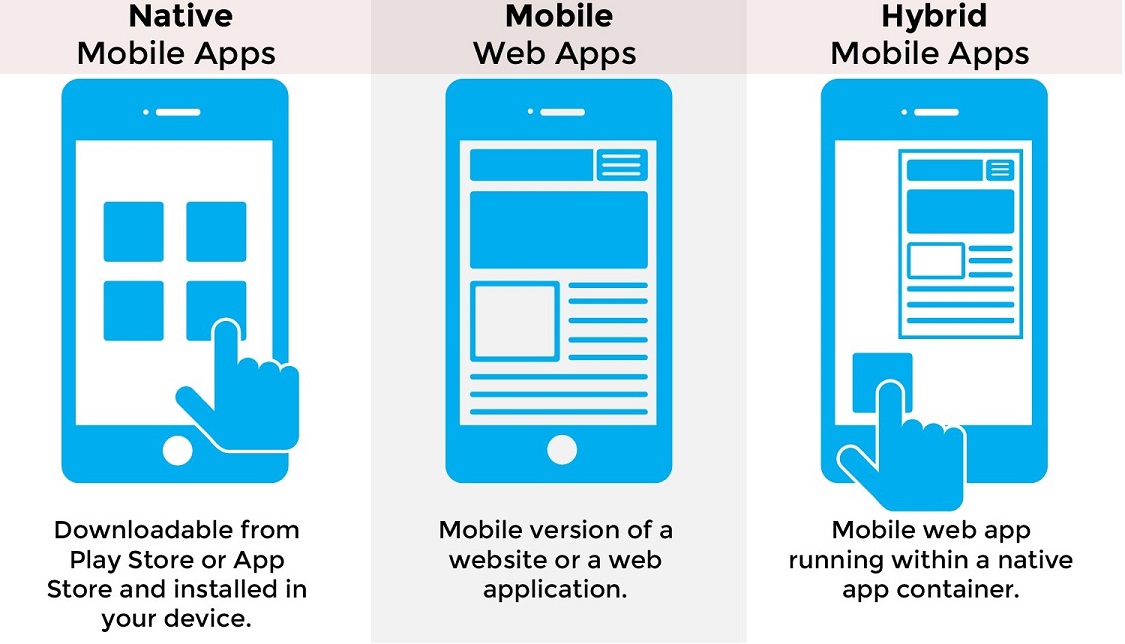 Native
Mobile Apps
Mobile
Web Apps
Hybrid
Mobile Apps
Downloadable from
Play Store or App
Store and installed in
your device.
Mobile version of a
website or a web
application.
Mobile web app
running within a native
app container.